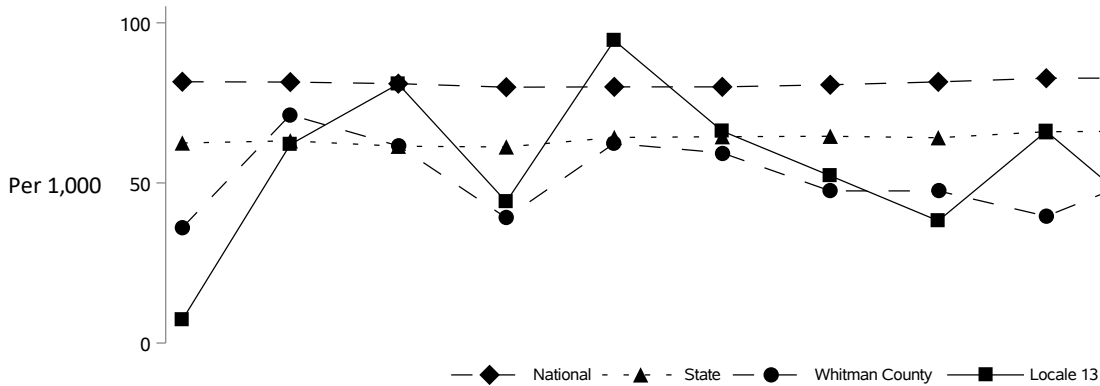 100
Per 1,000
50
0
National
State
Whitman County
Locale 13